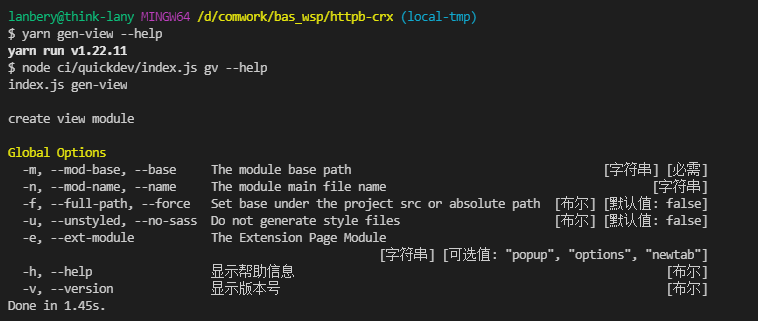 lanbery@think-lany MINGW64 /d/comwork/bas_wsp/httpb-crx (local-tmp)
$ yarn gen-view --help
yarn run v1.22.11
$ node ci/quickdev/index.js gv --help
index.js gen-view
create view module
Global Options
-m, --mod-base, --base The module base path [字符串] [必需]
-n, --mod-name, --name The module main file name [字符串]
-f, --full-path, --force Set base under the project src or absolute path [布尔] [默认值: false]
-u, --unstyled, --no-sass Do not generate style files [布尔] [默认值: false]
-e, --ext-module The Extension Page Module
[字符串] [可选值: "popup", "options", "newtab"]
-h, --help 显示帮助信息 [布尔]
-v, --version 显示版本号 [布尔]
Done in 1.45s.